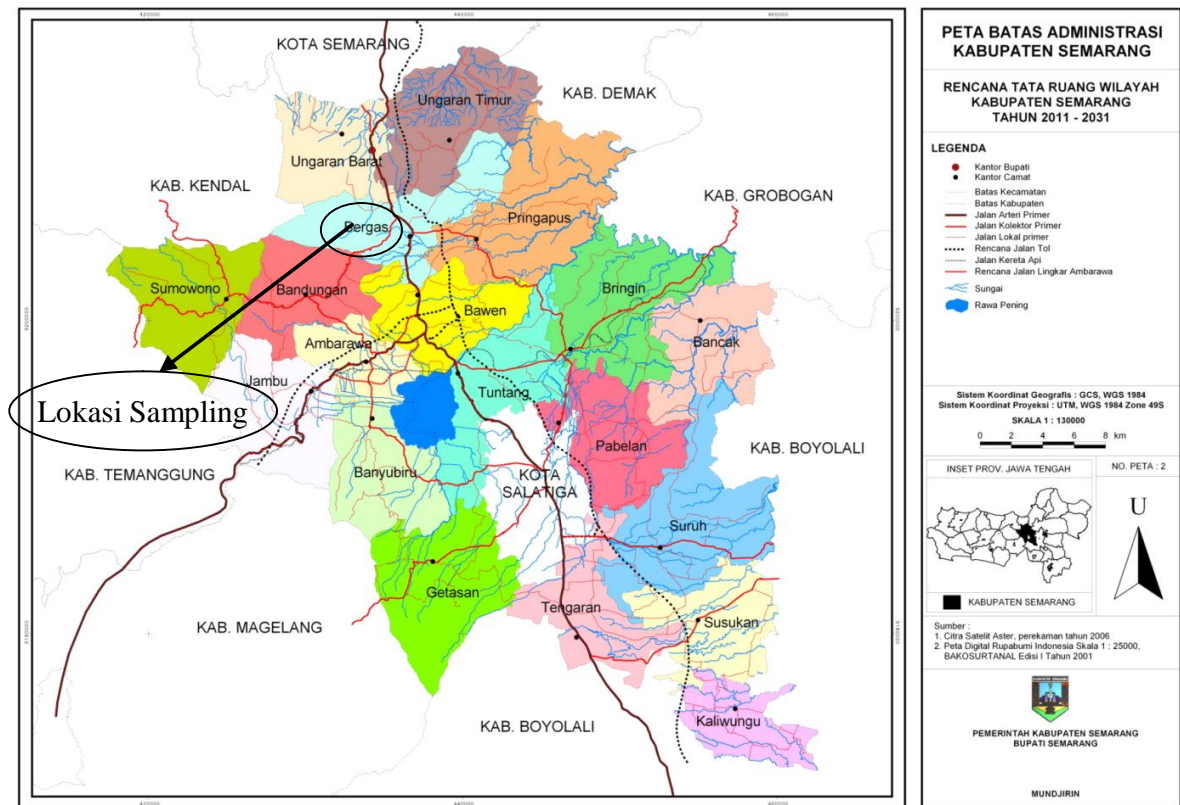 420000
440000
KOTA SEMARANG
Ungaran Timur
KAB. DEMAK
Ungaran Barat
KAB. KENDAL
KAB. GROBOGAN
Pringapus
Bergas
Sumowono
Bandungan
Bringin
Bawen
Bancak
Ambarawa
Jambu
Tuntang
Lokasi Sampling
Pabelan
KAB. BOYOLALI
KAB. TEMANGGUNG
Banyubiru
KOTA
SALATIGA
Suruh
Getasan
Tengaran
Susukan
KAB. MAGELANG
Kaliwungu
KAB. BOYOLALI
420000
440000
460000
PETA BATAS ADMINISTRASI
KABUPATEN SEMARANG
RENCANA TATA RUANG WILAYAH
KABUPATEN SEMARANG
TAHUN 2011 - 2031
LEGENDA
Kantor Bupati
Kantor Camat
Batas Kecamatan
Batas Kabupaten
Jalan Arteri Primer
Jalan Kolektor Primer
Jalan Lokal primer
Rencana Jalan Tol
Jalan Kereta Api
Rencana Jalan Lingkar Ambarawa
Sungai
Rawa Pening
Sistem Koordinat Geografis : GCS, WGS 1984
Sistem Koordinat Proyeksi : UTM, WGS 1984 Zone 49S
SKALA 1 : 130000
0 2 4 6 8 km
INSET PROV. JAWA TENGAH
NO. PETA : 2
U
KABUPATEN SEMARANG
Sumber :
1. Citra Satelit Aster, perekaman tahun 2006
2. Peta Digital Rupabumi Indonesia Skala 1 : 25000,
BAKOSURTANAL Edisi I Tahun 2001
PEMERINTAH KABUPATEN SEMARANG
BUPATI SEMARANG
MUNDJIRIN